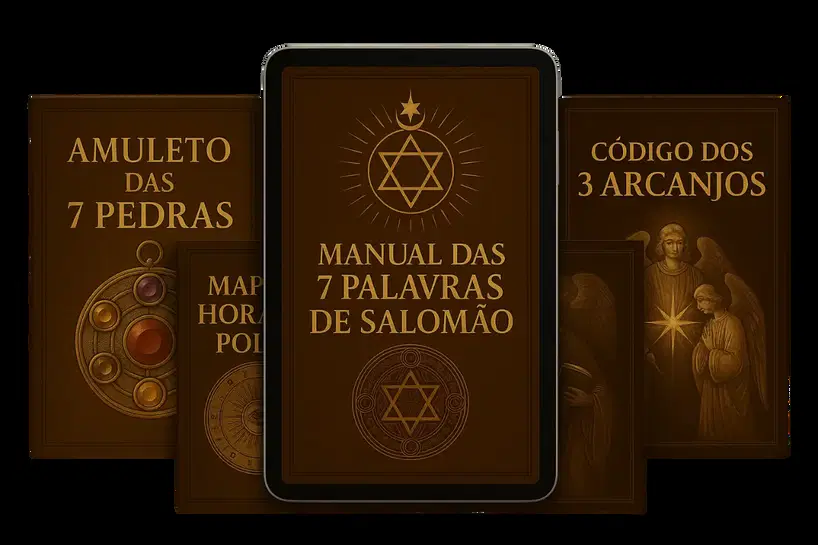 AMULETO
DAS
7 PEDRAS
MANUAL DAS
7 PALAVRAS
DE SALOMÃO
CÓDIGO DOS
3 ARCANJOS